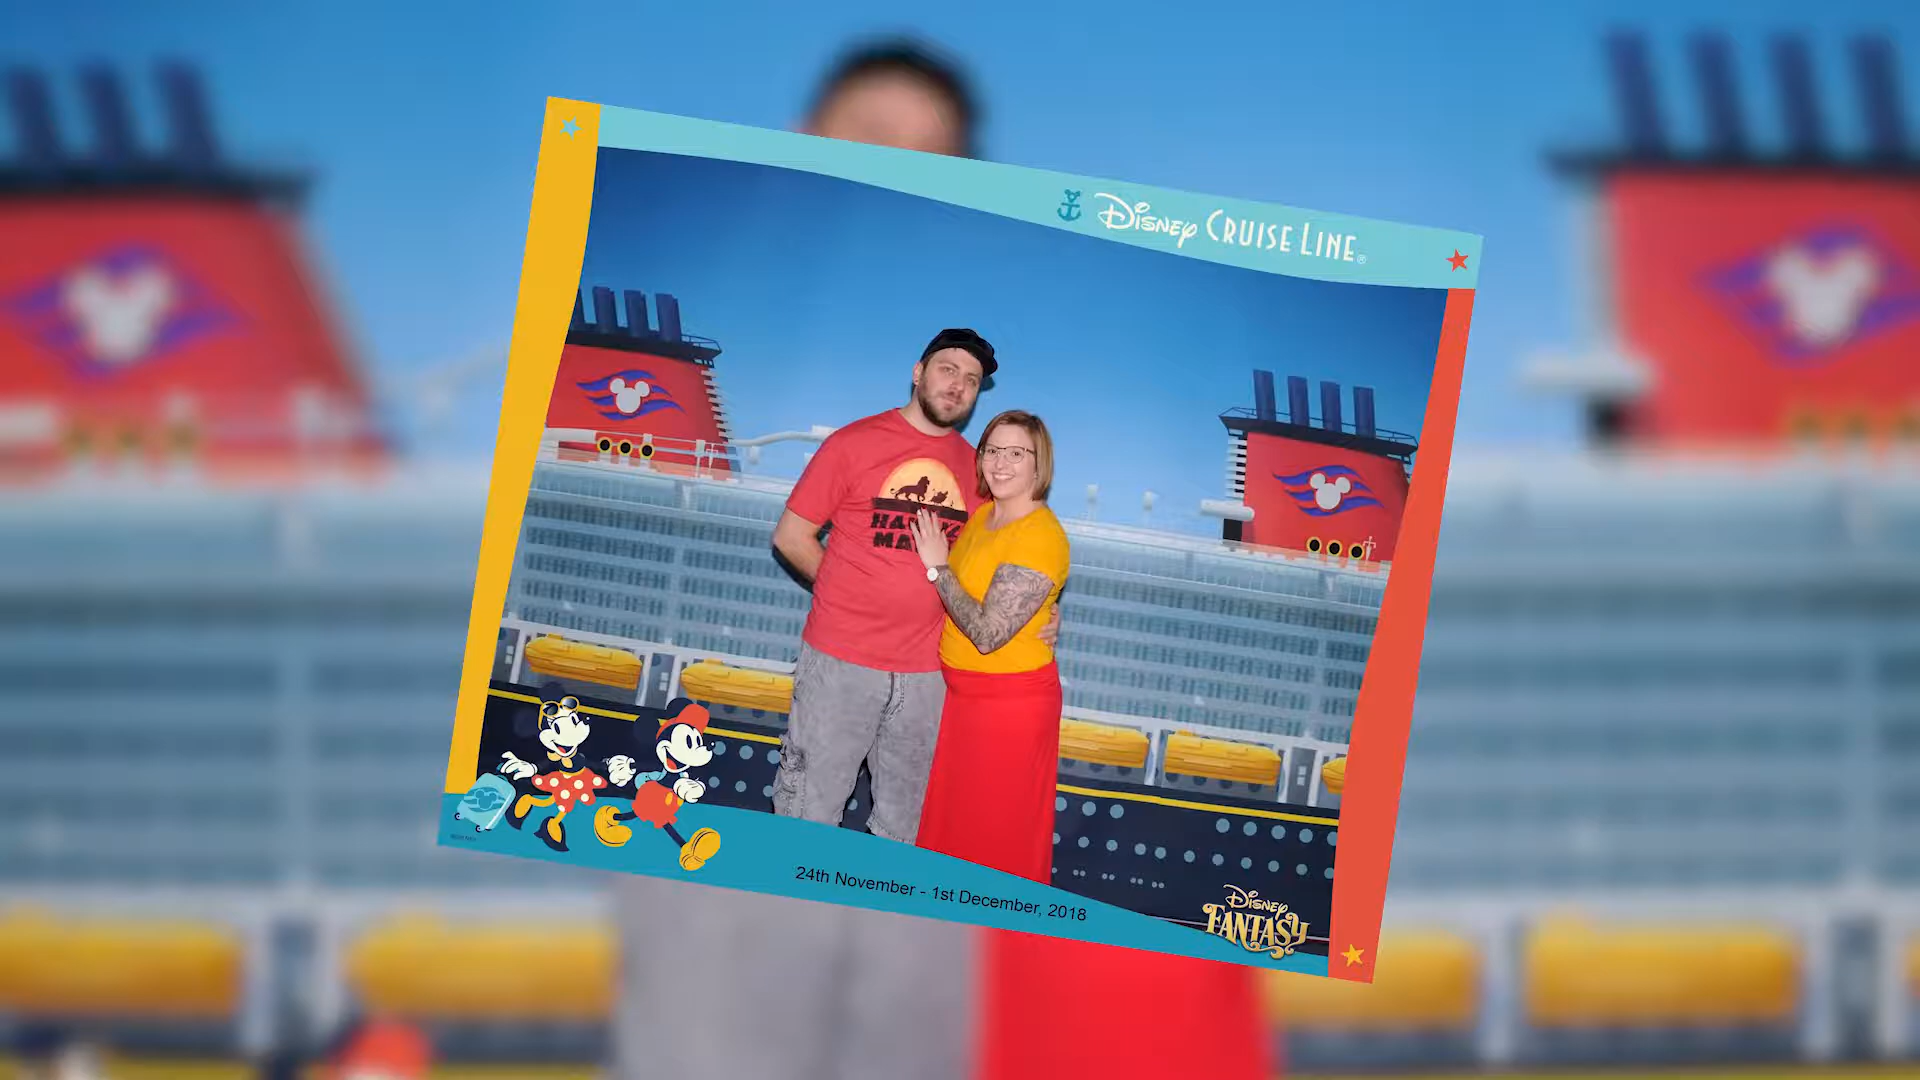 Disney Cruise Line®
24th November - 1st December, 2018
Disney
FANTASY